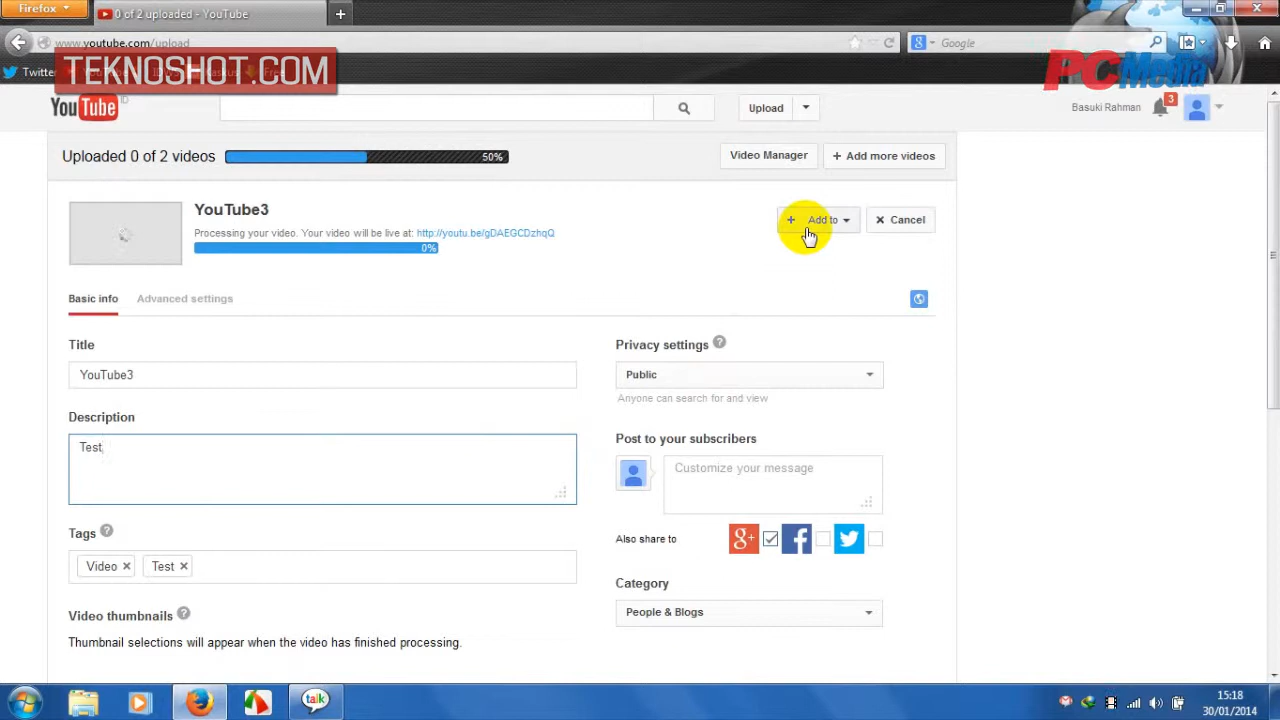 Firefox
0 of 2 uploaded - YouTube
www.youtube.com/upload
Google
Twitter
TEKNOSHOT.COM
PCMedia
YouTube ID
Upload
Basuki Rahman
3
Uploaded 0 of 2 videos
50%
Video Manager
+ Add more videos
YouTube3
+ Add to
× Cancel
Processing your video. Your video will be live at: http://youtu.be/gDAEGCDzhqQ
0%
Basic info
Advanced settings
Title
YouTube3
Description
Test
Tags ?
Video ×
Test ×
Video thumbnails ?
Thumbnail selections will appear when the video has finished processing.
Privacy settings ?
Public
Anyone can search for and view
Post to your subscribers
Customize your message
Also share to
g+
f
Category
People & Blogs
talk
15:18
30/01/2014